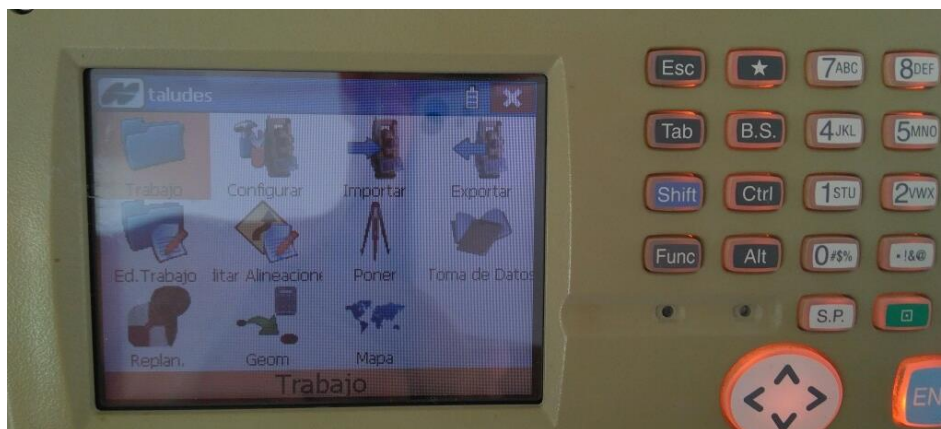 taludes
Trabajo Configurar Importar Exportar
Ed.Trabajo litar Alineacione Poner Toma de Datos
Replan. Geom Mapa
Trabajo
Esc ★ 7ABC 8DEF
Tab B.S. 4JKL 5MNO
Shift Ctrl 1STU 2VWX
Func Alt 0#$% .!&@
S.P.
EN